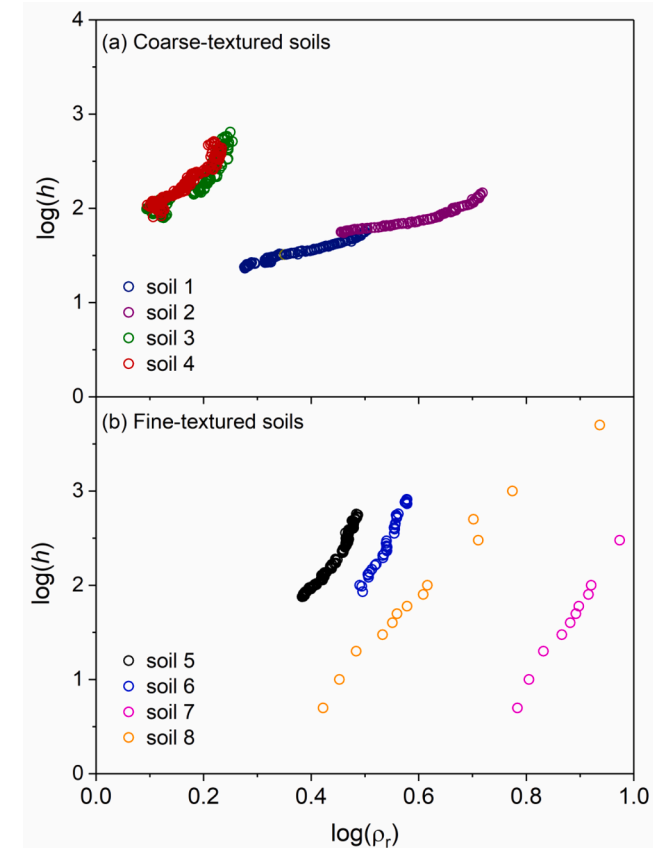 4
(a) Coarse-textured soils
3
log(h)
2
1
soil 1
soil 2
soil 3
soil 4
0
(b) Fine-textured soils
3
log(h)
2
1
soil 5
soil 6
soil 7
soil 8
0
0.0 0.2 0.4 0.6 0.8 1.0
log(ρr)